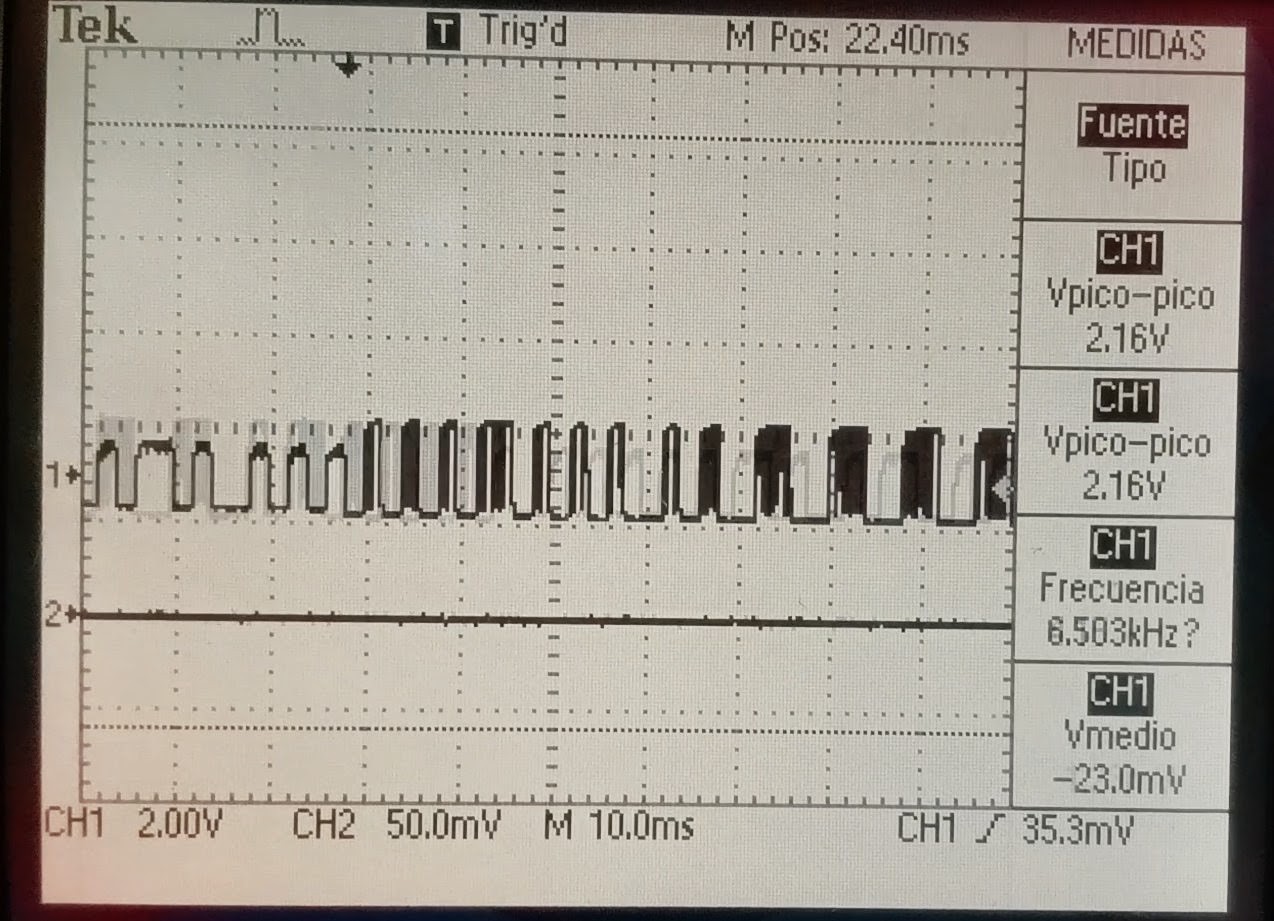 Tek T Trig'd M Pos: 22.40ms MEDIDAS
Fuente
Tipo
CH1
Vpico-pico
2.16V
1
CH1
Vpico-pico
2.16V
CH1
2
Frecuencia
6.503kHz?
CH1
Vmedio
-23.0mV
CH1 2.00V CH2 50.0mV M 10.0ms CH1 35.3mV